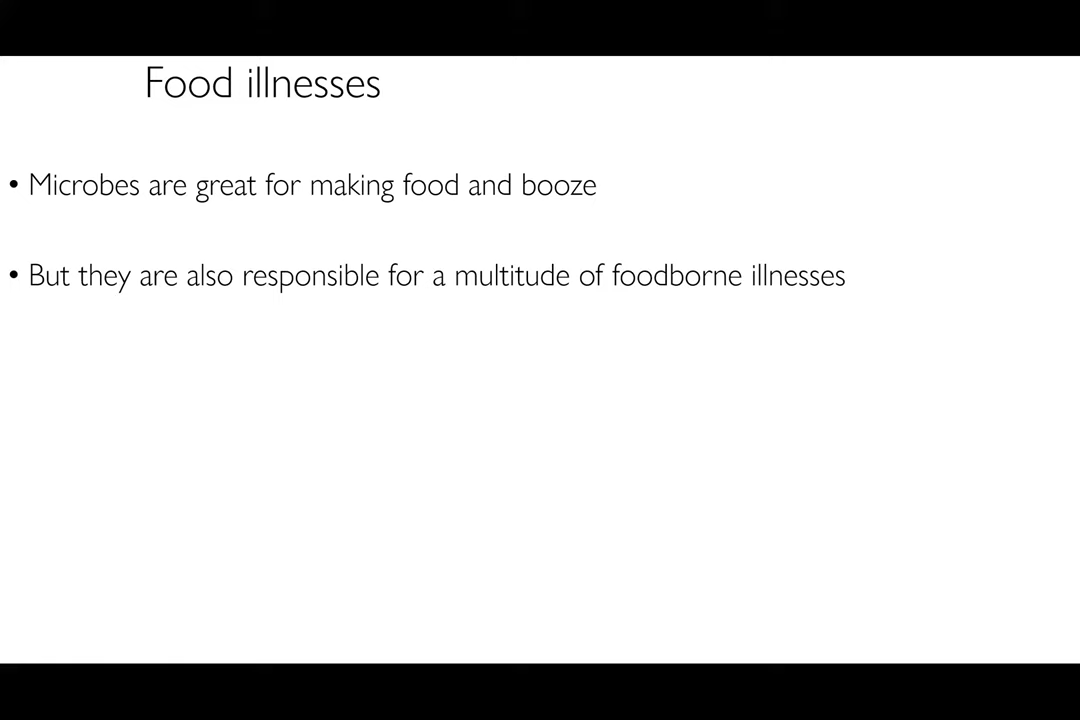 Food illnesses
• Microbes are great for making food and booze
• But they are also responsible for a multitude of foodborne illnesses